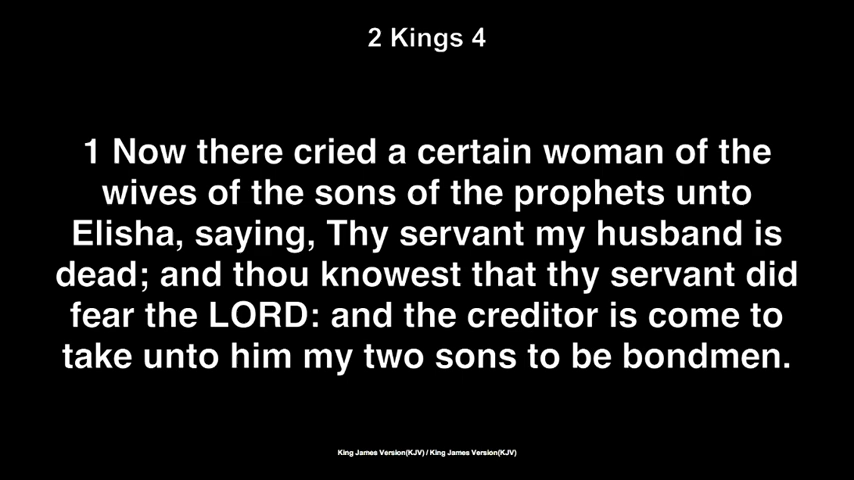 2 Kings 4
1 Now there cried a certain woman of the
wives of the sons of the prophets unto
Elisha, saying, Thy servant my husband is
dead; and thou knowest that thy servant did
fear the LORD: and the creditor is come to
take unto him my two sons to be bondmen.
King James Version(KJV) / King James Version(KJV)